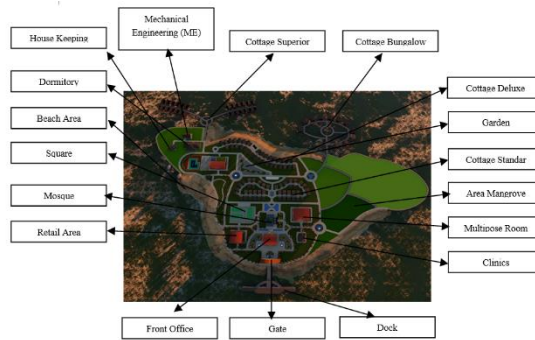 House Keeping
Mechanical
Engineering (ME)
Cottage Superior
Cottage Bungalow
Dormitory
Cottage Deluxe
Beach Area
Garden
Square
Cottage Standar
Mosque
Area Mangrove
Retail Area
Multipose Room
Clinics
Front Office
Gate
Dock